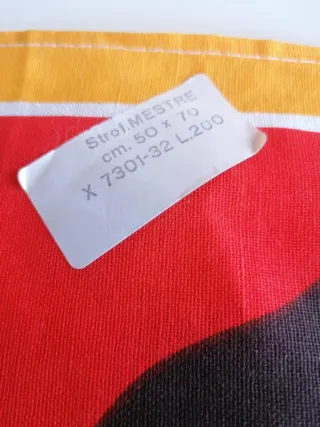 Strof.MESTRE
cm. 50 x 70
X 7301-32 L.200